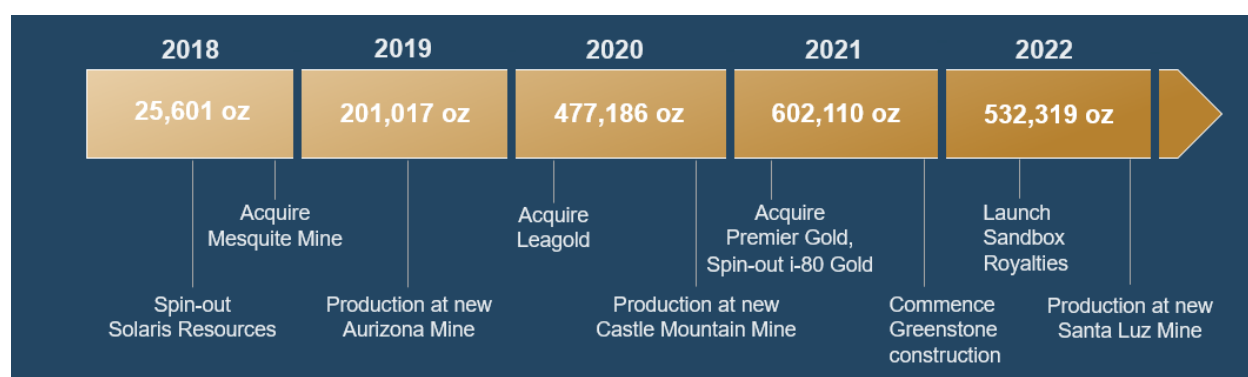 2018
2019
2020
2021
2022
25,601 oz
201,017 oz
477,186 oz
602,110 oz
532,319 oz
Acquire
Mesquite Mine
Acquire
Leagold
Acquire
Premier Gold,
Spin-out i-80 Gold
Launch
Sandbox
Royalties
Spin-out
Solaris Resources
Production at new
Aurizona Mine
Production at new
Castle Mountain Mine
Commence
Greenstone
construction
Production at new
Santa Luz Mine